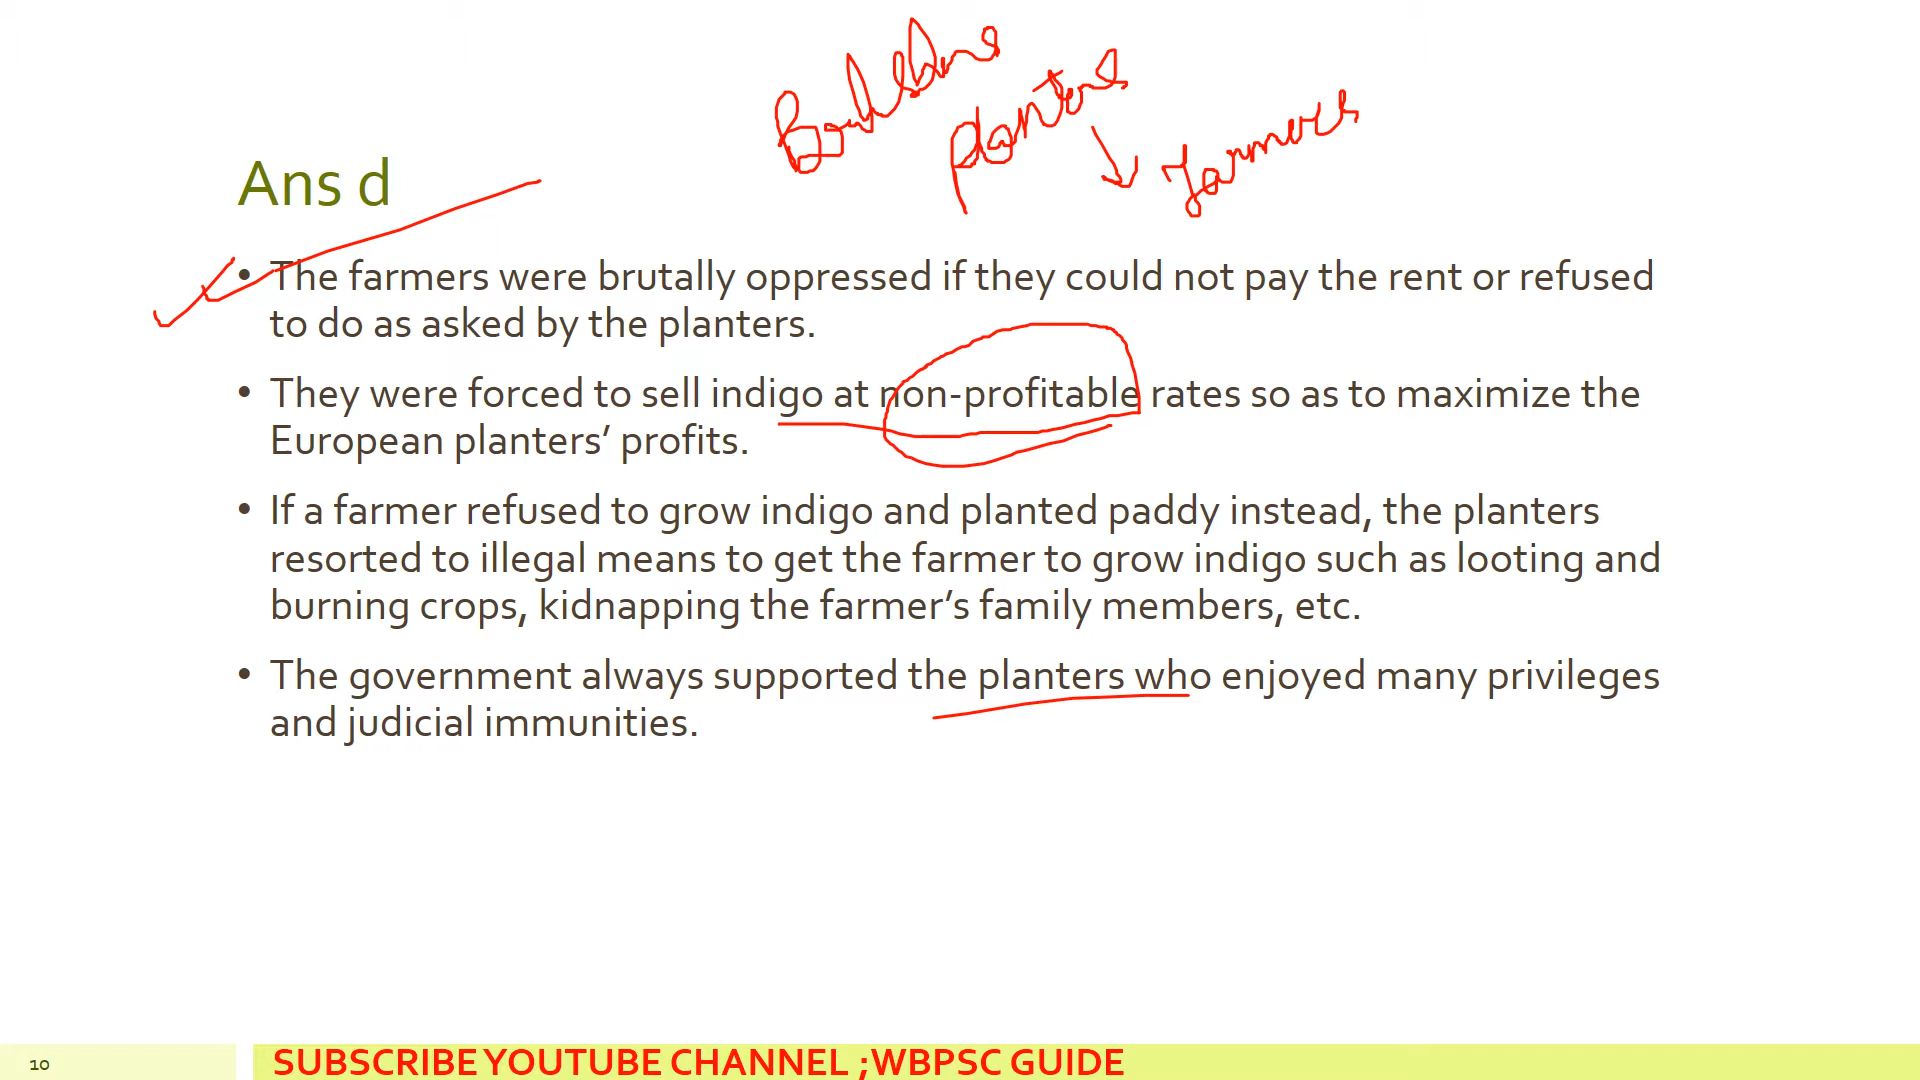 planters
farmers
Ans d
• The farmers were brutally oppressed if they could not pay the rent or refused
to do as asked by the planters.
• They were forced to sell indigo at non-profitable rates so as to maximize the
European planters’ profits.
• If a farmer refused to grow indigo and planted paddy instead, the planters
resorted to illegal means to get the farmer to grow indigo such as looting and
burning crops, kidnapping the farmer’s family members, etc.
• The government always supported the planters who enjoyed many privileges
and judicial immunities.
10
SUBSCRIBE YOUTUBE CHANNEL ;WBPSC GUIDE